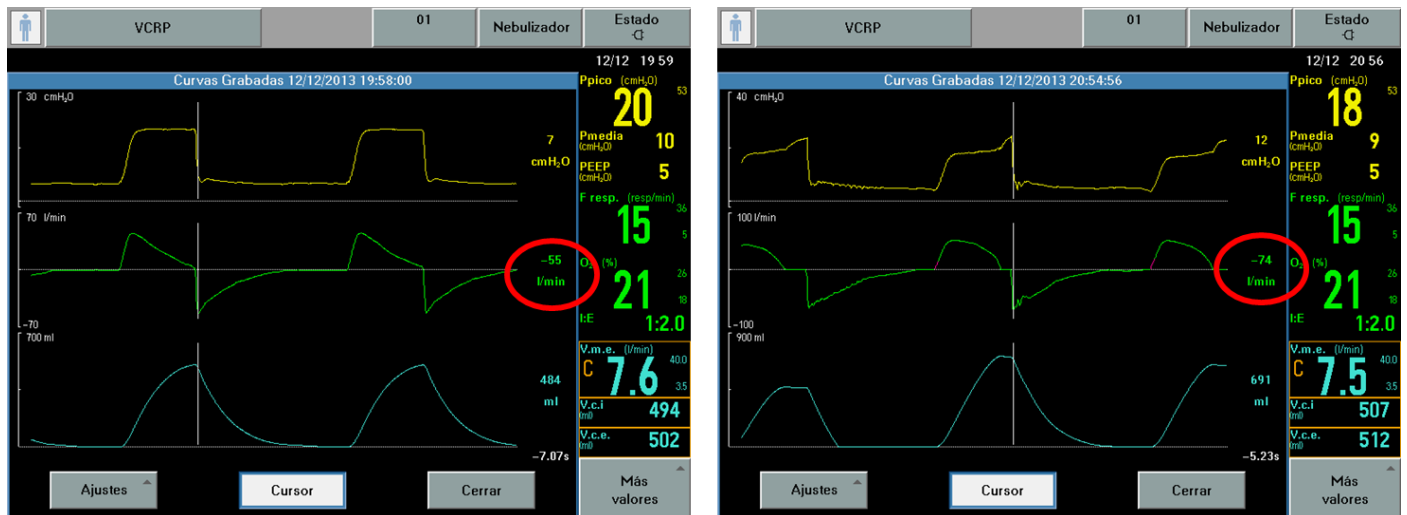 VCRP
01
Nebulizador
Estado
12/12 19 59
Curvas Grabadas 12/12/2013 19:58:00
30 cmH₂O
7
cmH₂O
70 l/min
-55
l/min
-70
700 ml
484
ml
-7.07s
Ppico (cmH₂O)
53
20
Pmedia
(cmH₂O)
10
PEEP
(cmH₂O)
5
F resp. (resp/min)
36
15
5
O₂ (%)
26
21
18
I:E
1:2.0
V.m.e. (l/min)
40.0
C
7.6
3.5
V.c.i
(ml)
494
V.c.e.
(ml)
502
Ajustes
Cursor
Cerrar
Más
valores
VCRP
01
Nebulizador
Estado
12/12 20 56
Curvas Grabadas 12/12/2013 20:54:56
40 cmH₂O
12
cmH₂O
100 l/min
-74
l/min
-100
900 ml
691
ml
-5.23s
Ppico (cmH₂O)
53
18
Pmedia
(cmH₂O)
9
PEEP
(cmH₂O)
5
F resp. (resp/min)
36
15
5
O₂ (%)
26
21
18
I:E
1:2.0
V.m.e. (l/min)
40.0
C
7.5
3.5
V.c.i
(ml)
507
V.c.e.
(ml)
512
Ajustes
Cursor
Cerrar
Más
valores